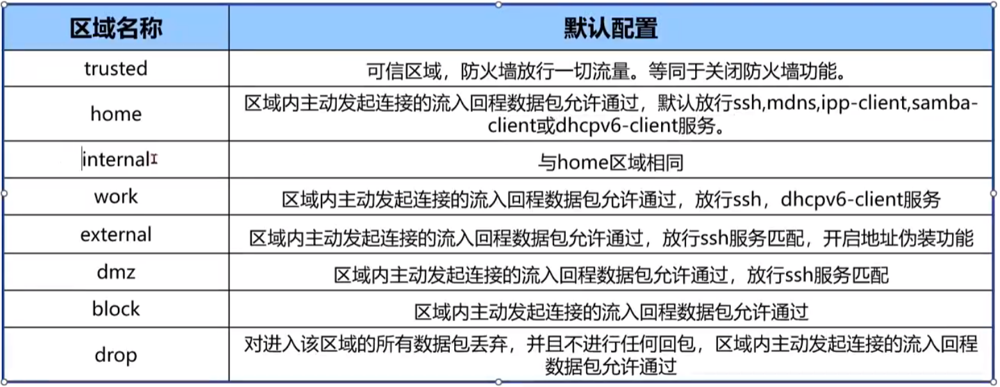 区域名称
默认配置
trusted
可信区域，防火墙放行一切流量。等同于关闭防火墙功能。
home
区域内主动发起连接的流入回程数据包允许通过，默认放行ssh,mdns,ipp-client,samba-
client或dhcpv6-client服务。
internal
与home区域相同
work
区域内主动发起连接的流入回程数据包允许通过，放行ssh，dhcpv6-client服务
external
区域内主动发起连接的流入回程数据包允许通过，放行ssh服务匹配，开启地址伪装功能
dmz
区域内主动发起连接的流入回程数据包允许通过，放行ssh服务匹配
block
区域内主动发起连接的流入回程数据包允许通过
drop
对进入该区域的所有数据包丢弃，并且不进行任何回包，区域内主动发起连接的流入回程
数据包允许通过